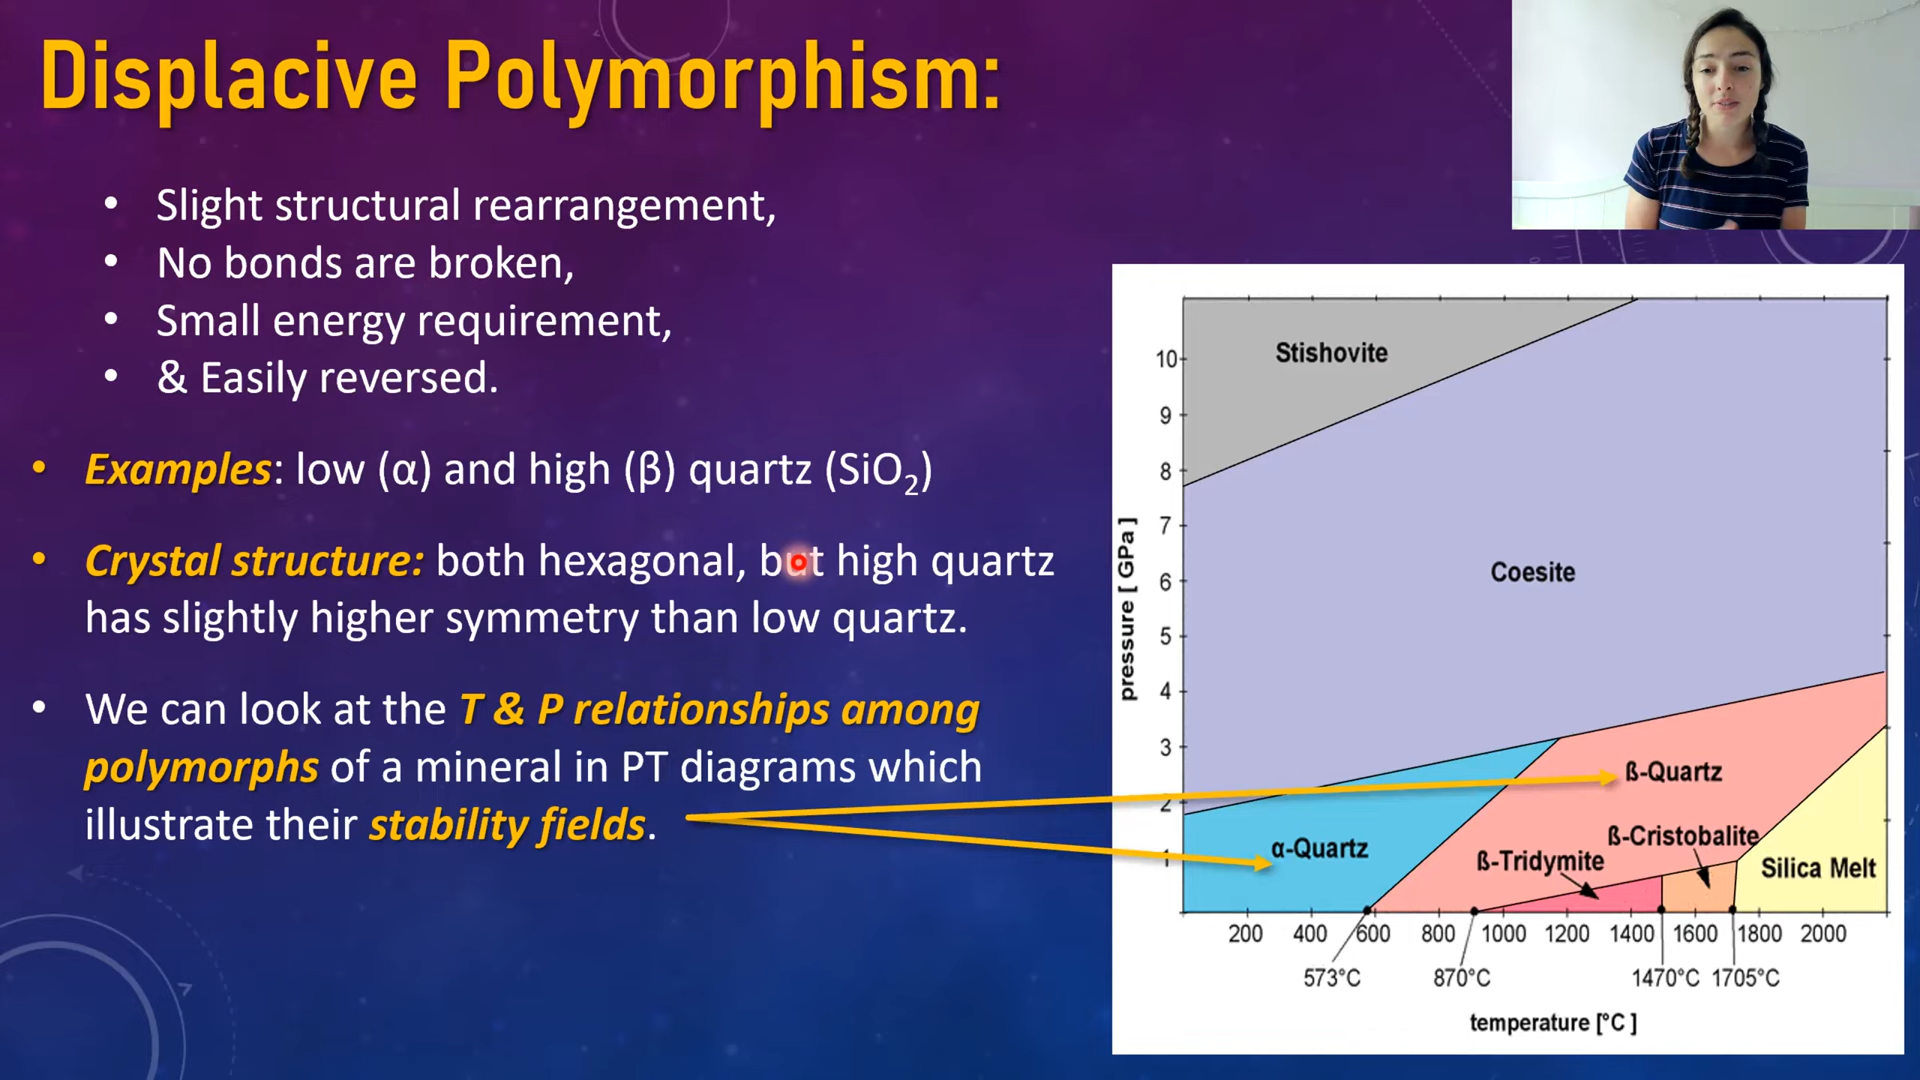 Displacive Polymorphism:
• Slight structural rearrangement,
• No bonds are broken,
• Small energy requirement,
• & Easily reversed.
• Examples: low (α) and high (β) quartz (SiO₂)
• Crystal structure: both hexagonal, but high quartz
has slightly higher symmetry than low quartz.
• We can look at the T & P relationships among
polymorphs of a mineral in PT diagrams which
illustrate their stability fields.
pressure [ GPa]
10
9
8
7
6
5
4
3
2
1
Stishovite
Coesite
ß-Quartz
α-Quartz
ß-Cristobalite
ß-Tridymite
Silica Melt
200 400 600 800 1000 1200 1400 1600 1800 2000
573°C 870°C 1470°C 1705°C
temperature [°C ]